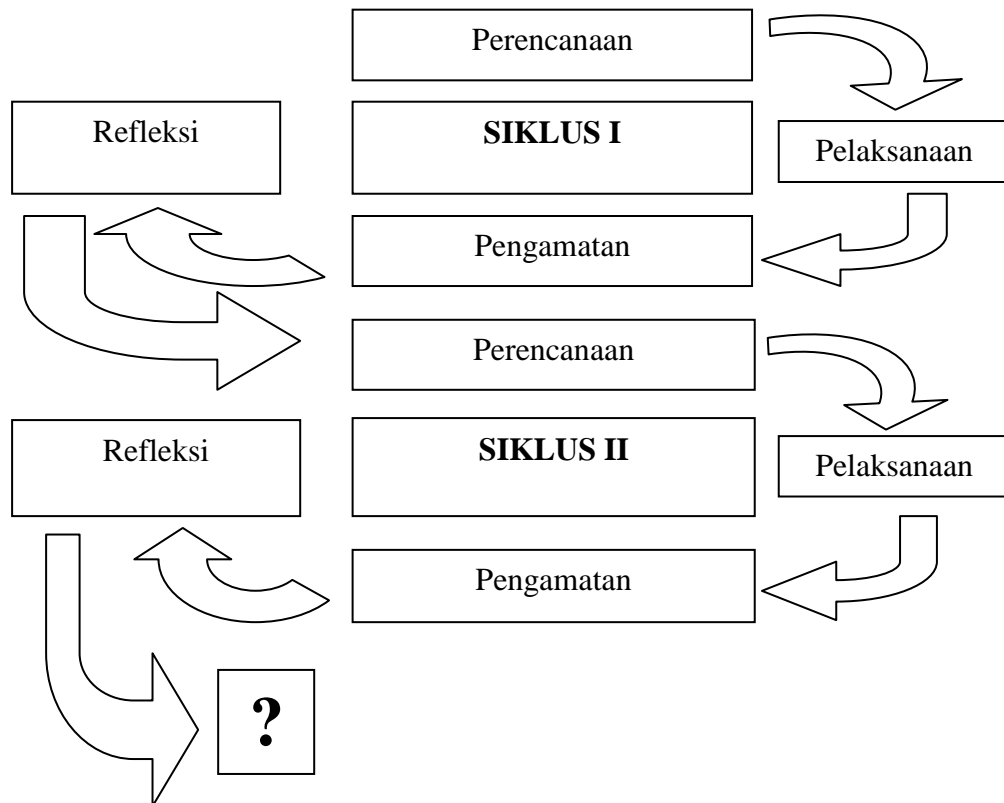 Perencanaan
Refleksi
SIKLUS I
Pelaksanaan
Pengamatan
Perencanaan
Refleksi
SIKLUS II
Pelaksanaan
Pengamatan
?